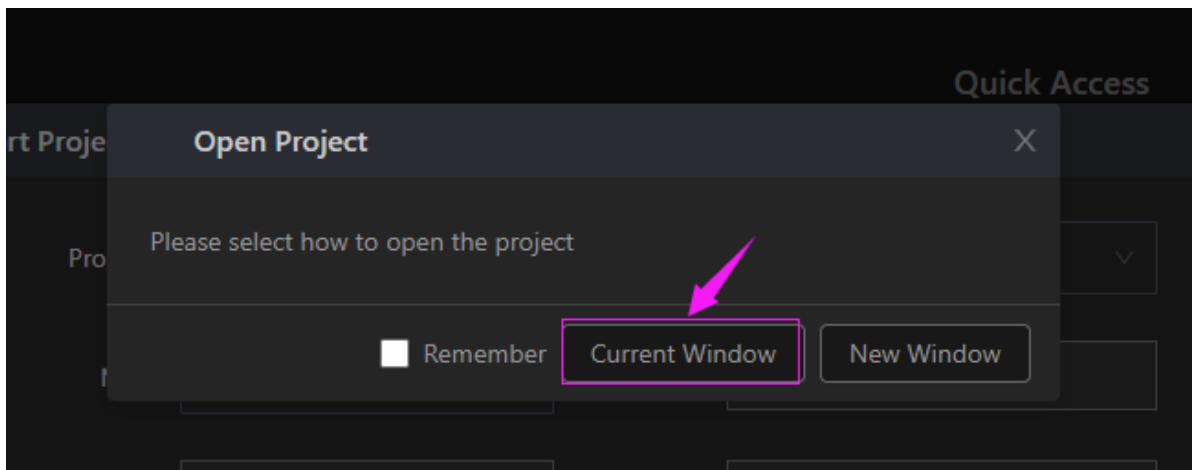 Quick Access
rt Proje
Open Project
X
Please select how to open the project
Pro
Remember
Current Window
New Window